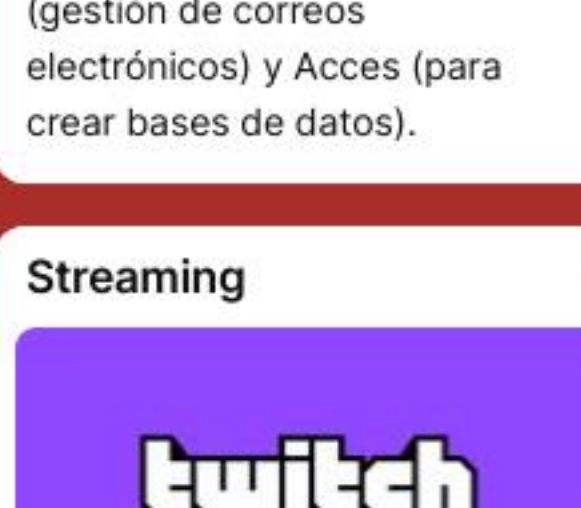 (gestión de correos
electrónicos) y Acces (para
crear bases de datos).
Streaming
twitch